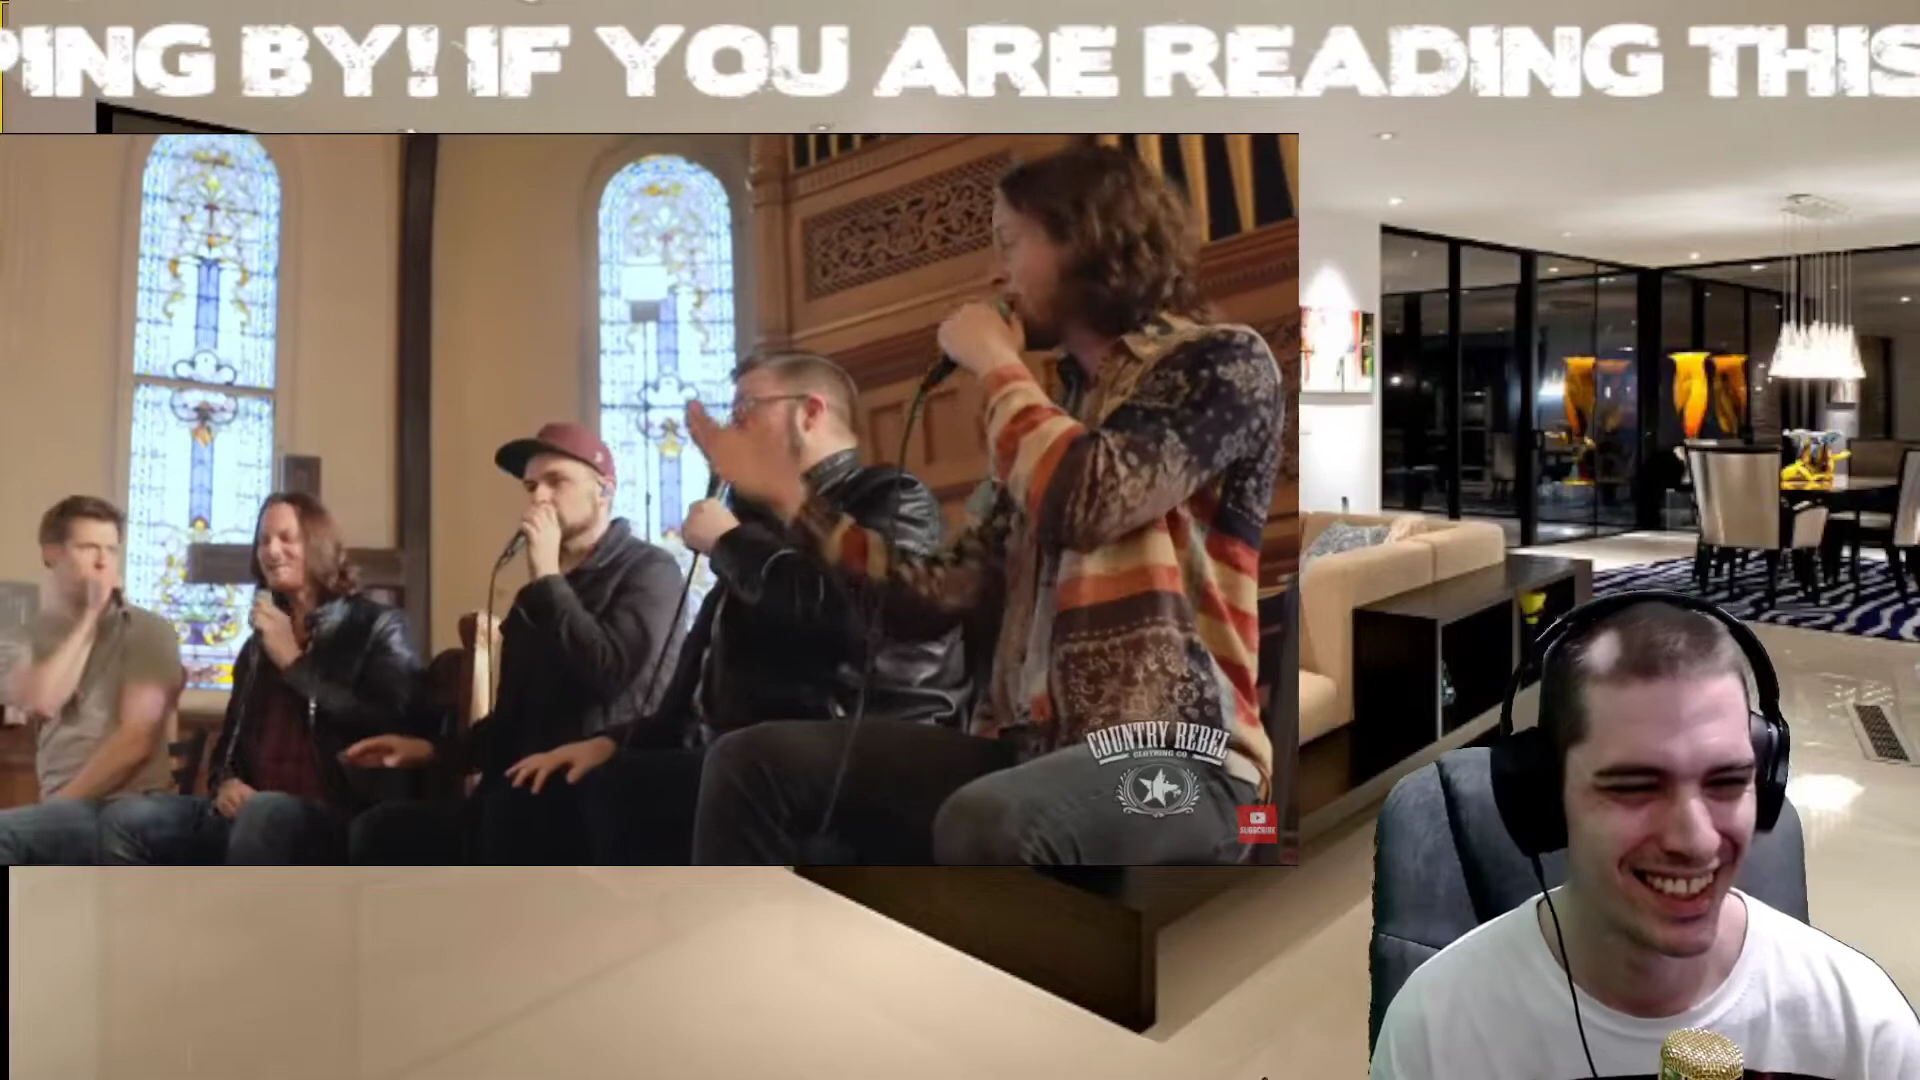 PING BY! IF YOU ARE READING THIS
COUNTRY REBEL
CLOTHING CO
SUBSCRIBE